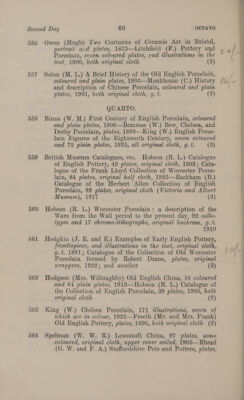 Second Day 60 OCTAVO
556 Owen (Hugh) Two Centuries of Ceramic Art in Bristol,
portrait and plates, 1873—Litchfield (F.) Pottery and
Porcelain, seven coloured plates, and illustrations in the
text, 1900, both original cloth (2)
557 Solon (M. L.) A Brief History of the Old English Porcelain,
coloured and plain plates, 1903—Monkhouse (C.) History
and description of Chinese Porcelain, coloured and plain
plates, 1901, both original cloth, g. t. (2)
QUARTO.
558 Binns (W. M.) First Century of English Porcelain, coloured
and plain plates, 1906—Bemrose (W.) Bow, Chelsea, and
Derby Porcelain, plates, 1898—King (W.) English Porce-
lain Figures of the Eighteenth Century, seven coloured
and 72 plain plates, 1925, all original cloth, g. t. (3)
559 British Museum Catalogues, etc. Hobson (R. L.) Catalogue
of English Pottery, 42 plates, original cloth, 1903; Cata-
logue of the Frank Lloyd Collection of Worcester Porce-
lain, 84 plates, original half cloth, 1923—Rackham (B.)
Catalogue of the Herbert Allen Collection of English
Porcelain, 89 plates, original cloth (Victoria and Albert
Museum), 1917 (3)
560 Hobson (R. L.) Worcester Porcelain: a description of the
Ware from the Wall period to the present day, 92 collo-
types and 17 chromo-lithographs, original buckram, g. t.
1910
561 Hodgkin (J. E. and E.) Examples of Early English Pottery,
frontispiece, and illustrations in the text, original cloth,
g. t. 1891; Catalogue of the Collection of Old Worcester
Porcelain formed by Robert Drane, plates, original
wrappers, 1922; and another (3)
562 Hodgson (Mrs. Willoughby) Old English China, 16 coloured
and 64 plain plates, 1913—Hobson (R. L.) Catalogue of
the Collection of English Porcelain, 39 plates, 1905, both
original cloth (2)
563 King (W.) Chelsea Porcelain, 171 illustrations, seven of
which are in colour, 1922—Freeth (Mr. and Mrs. Frank)
Old English Pottery, plates, 1896, both original cloth (2)
564 Spelman (W. W. R.) Lowestoft China, 97 plates, some
coloured, original cloth, upper cover soiled, 1905—Rhead
(G. W. and F. A.) Staffordshire Pots and Potters, plates,